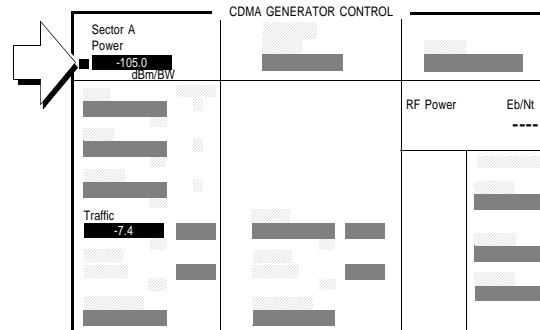 CDMA GENERATOR CONTROL
Sector A
Power
-105.0
dBm/BW
RF Power Eb/Nt
----
Traffic
-7.4